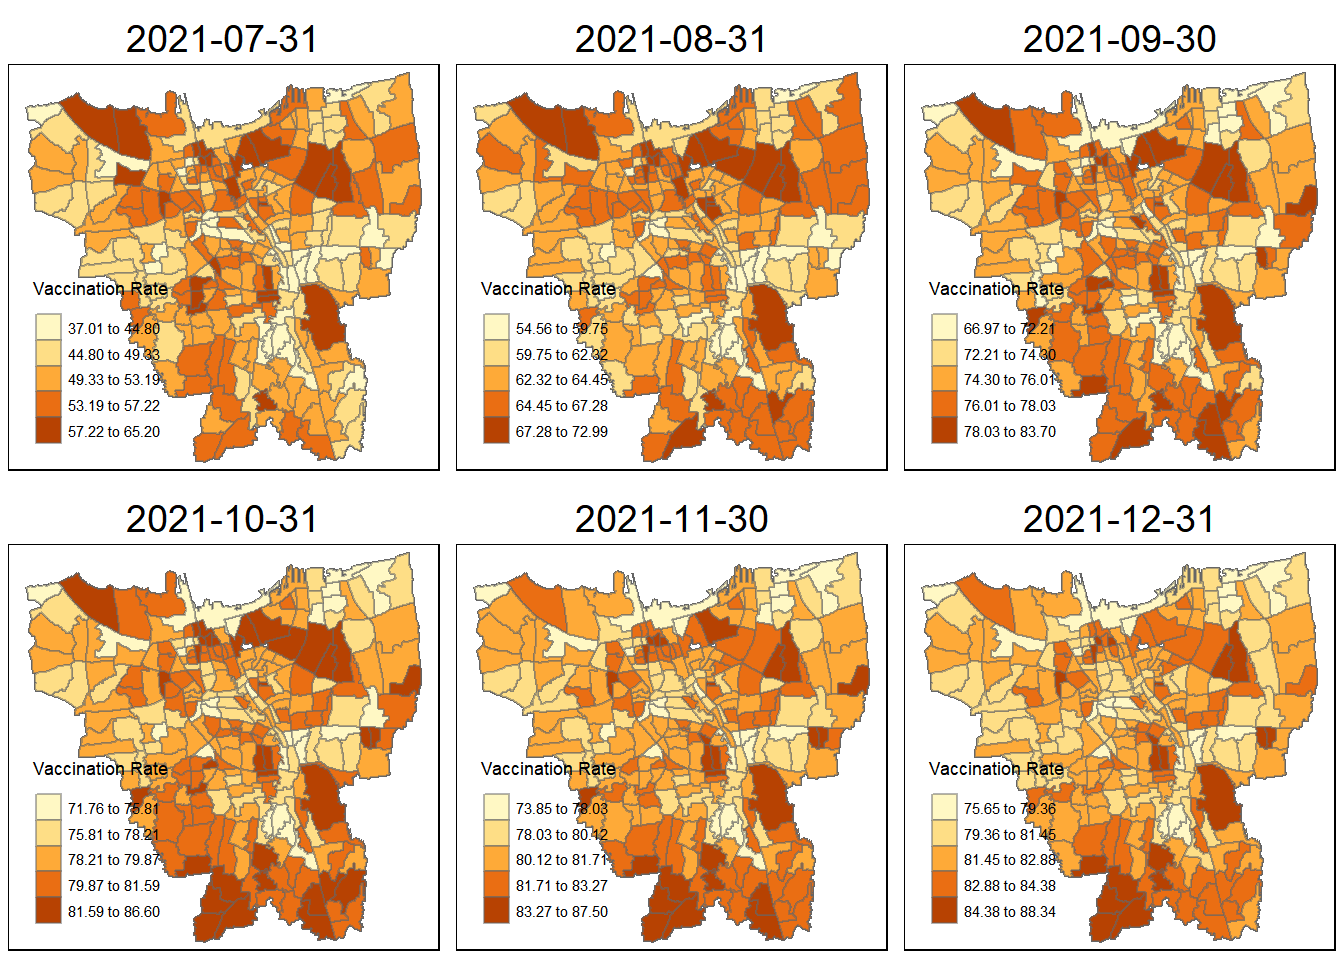 2021-07-31
Vaccination Rate
37.01 to 44.80
44.80 to 49.33
49.33 to 53.19
53.19 to 57.22
57.22 to 65.20
2021-08-31
Vaccination Rate
54.56 to 59.75
59.75 to 62.32
62.32 to 64.45
64.45 to 67.28
67.28 to 72.99
2021-09-30
Vaccination Rate
66.97 to 72.21
72.21 to 74.30
74.30 to 76.01
76.01 to 78.03
78.03 to 83.70
2021-10-31
Vaccination Rate
71.76 to 75.81
75.81 to 78.21
78.21 to 79.87
79.87 to 81.59
81.59 to 86.60
2021-11-30
Vaccination Rate
73.85 to 78.03
78.03 to 80.12
80.12 to 81.71
81.71 to 83.27
83.27 to 87.50
2021-12-31
Vaccination Rate
75.65 to 79.36
79.36 to 81.45
81.45 to 82.88
82.88 to 84.38
84.38 to 88.34